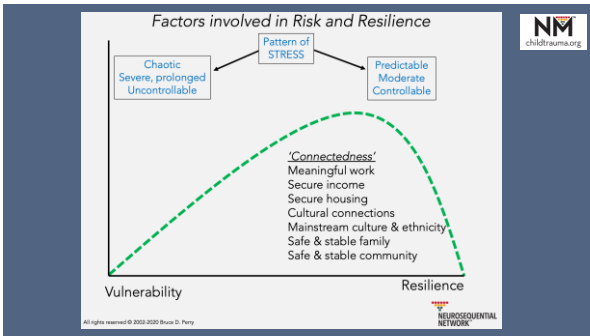 Factors involved in Risk and Resilience
NM
childtrauma.org
Pattern of
STRESS
Chaotic
Severe, prolonged
Uncontrollable
Predictable
Moderate
Controllable
'Connectedness'
Meaningful work
Secure income
Secure housing
Cultural connections
Mainstream culture & ethnicity
Safe & stable family
Safe & stable community
Vulnerability
Resilience
All rights reserved © 2002-2020 Bruce D. Perry
NEUROSEQUENTIAL
NETWORK™